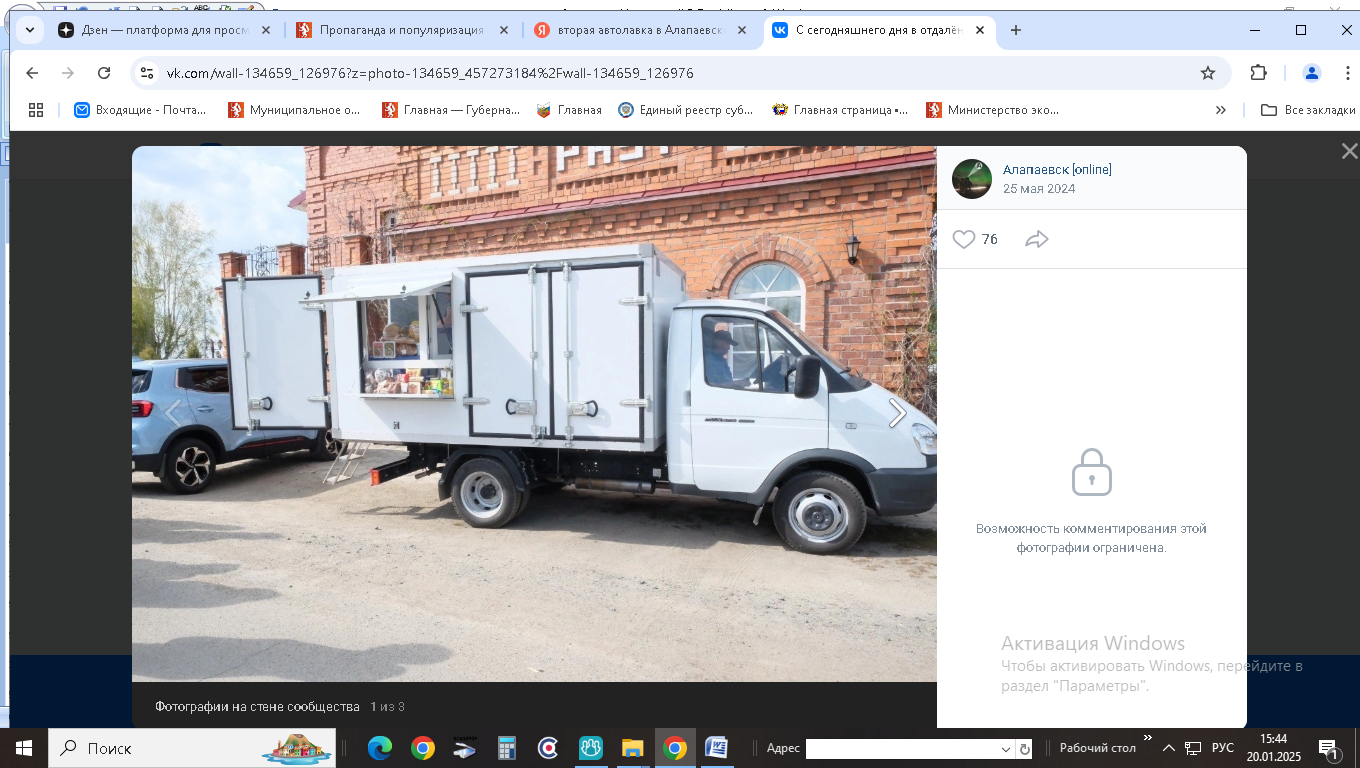 Дзен — платформа для просм
Пропаганда и популяризация
вторая автолавка в Алапаевск
С сегодняшнего дня в отдалён
vk.com/wall-134659_126976?z=photo-134659_457273184%2Fwall-134659_126976
Входящие - Почта...
Муниципальное о...
Главная — Губерна...
Главная
Единый реестр суб...
Главная страница •...
Министерство эко...
»
Все закладки
Алапаевск [online]
25 мая 2024
76
Возможность комментирования этой
фотографии ограничена.
Активация Windows
Чтобы активировать Windows, перейдите в
раздел "Параметры".
Фотографии на стене сообщества 1 из 3
Поиск
Адрес
Рабочий стол
»
РУС
15:44
20.01.2025
1